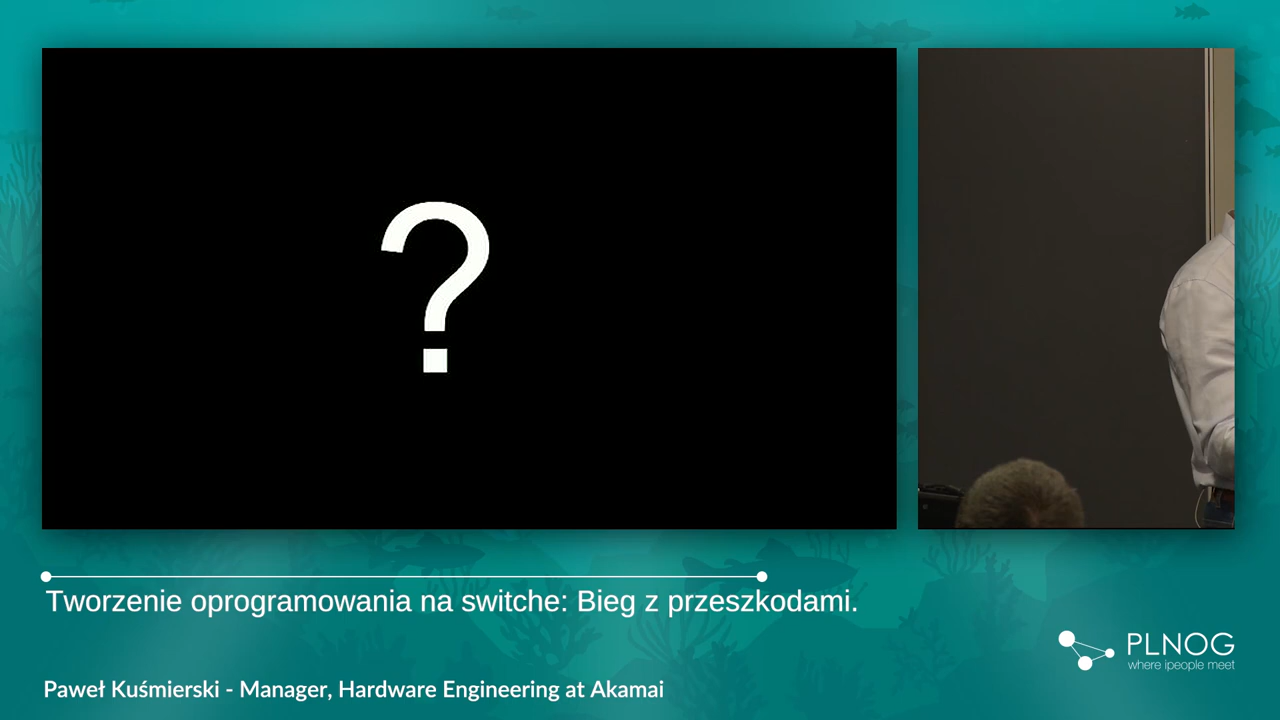 ?
Tworzenie oprogramowania na switche: Bieg z przeszkodami.
PLNOG
where ipeople meet
Paweł Kuśmierski - Manager, Hardware Engineering at Akamai